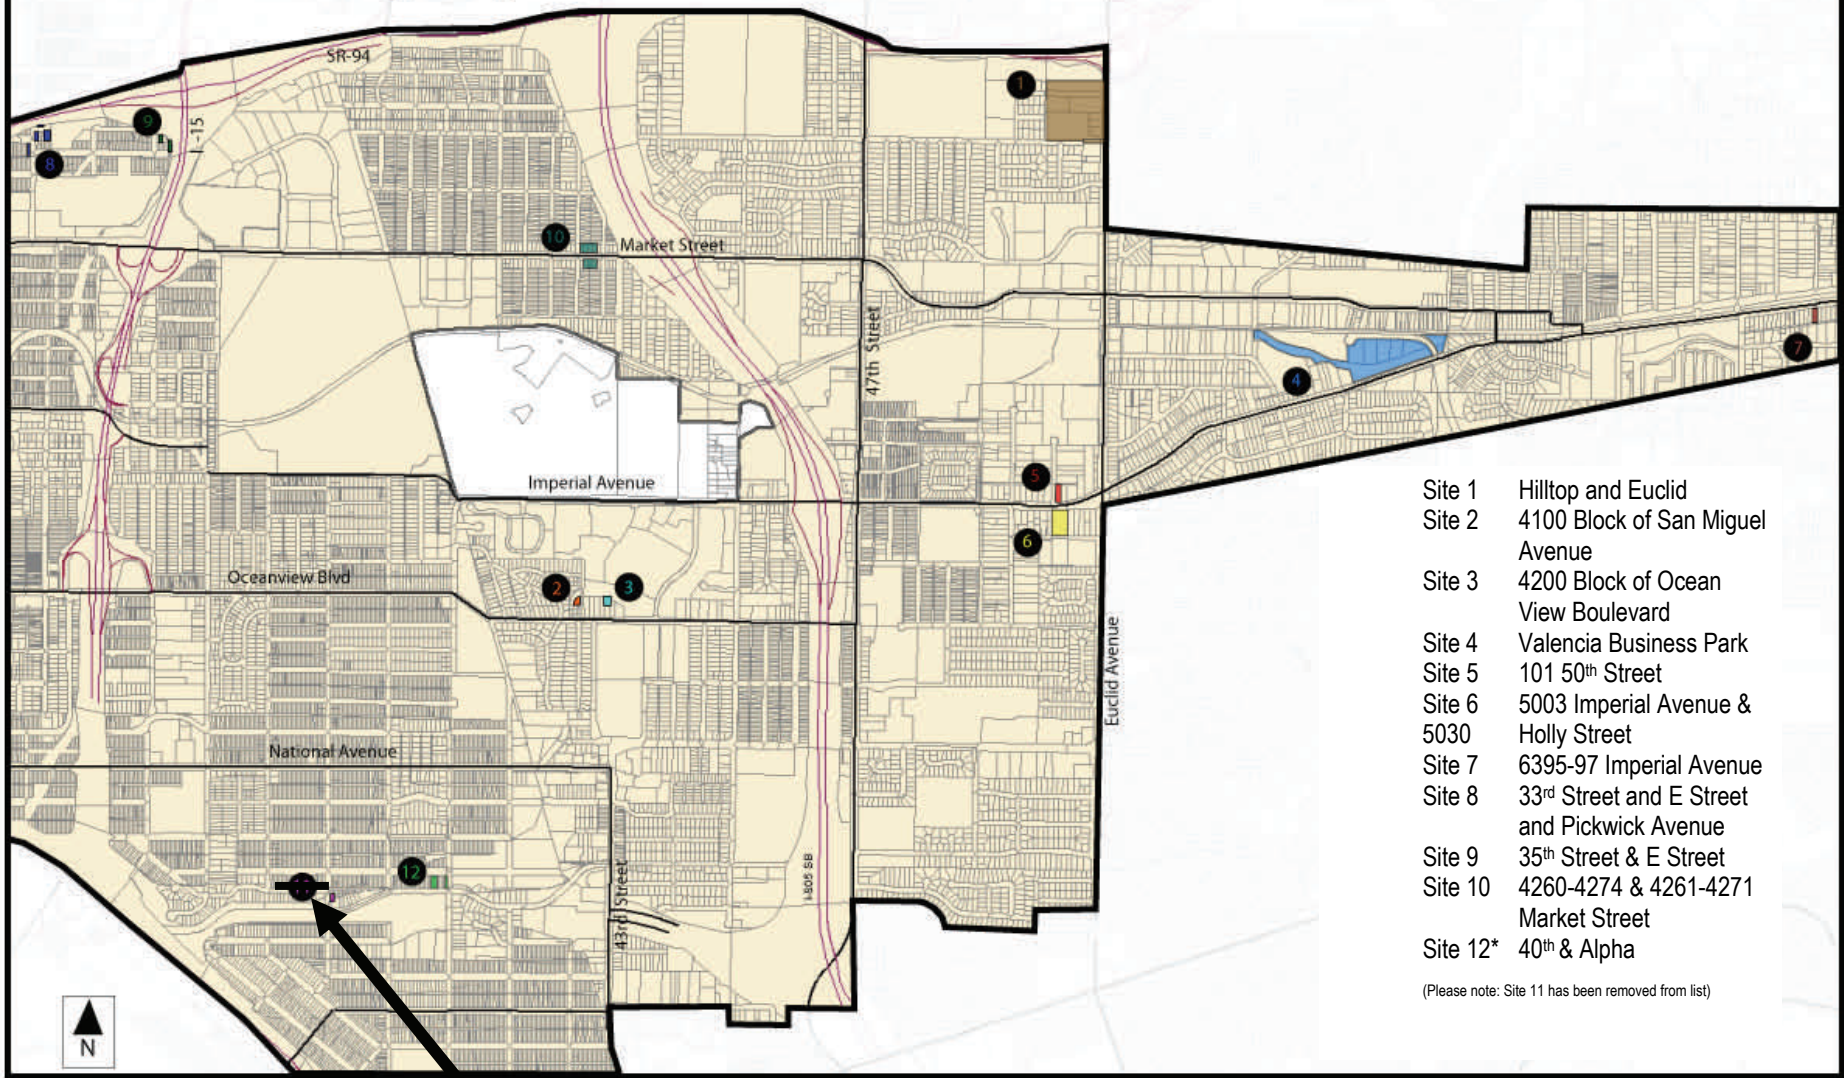 SR-94
1
9
I-15
8
10
Market Street
47th Street
7
4
5
Imperial Avenue
6
Oceanview Blvd
2
3
Euclid Avenue
National Avenue
12
43rd Street
I-805 SB
N
Site 1 Hilltop and Euclid
Site 2 4100 Block of San Miguel
Avenue
Site 3 4200 Block of Ocean
View Boulevard
Site 4 Valencia Business Park
Site 5 101 50th Street
Site 6 5003 Imperial Avenue &
5030 Holly Street
Site 7 6395-97 Imperial Avenue
Site 8 33rd Street and E Street
and Pickwick Avenue
Site 9 35th Street & E Street
Site 10 4260-4274 & 4261-4271
Market Street
Site 12* 40th & Alpha
(Please note: Site 11 has been removed from list)